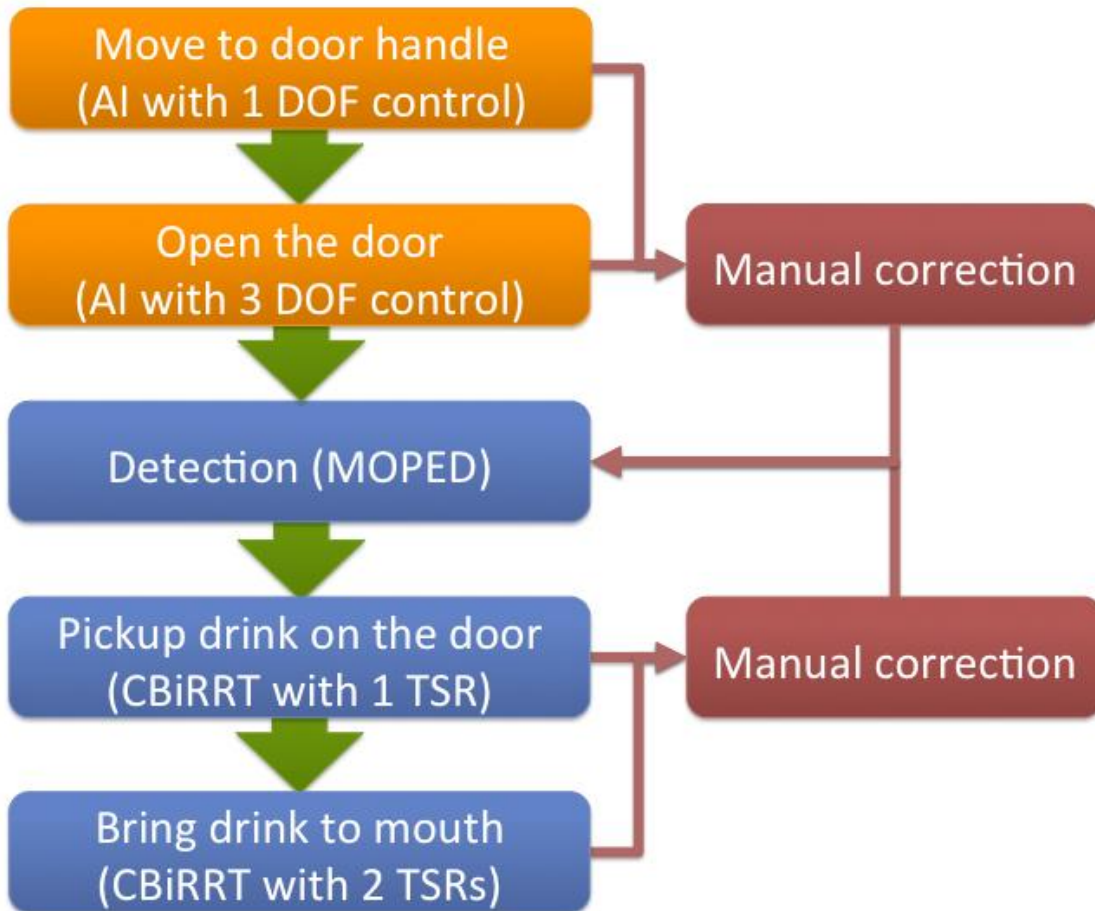 Move to door handle
(AI with 1 DOF control)
Open the door
(AI with 3 DOF control)
Manual correction
Detection (MOPED)
Pickup drink on the door
(CBiRRT with 1 TSR)
Manual correction
Bring drink to mouth
(CBiRRT with 2 TSRs)